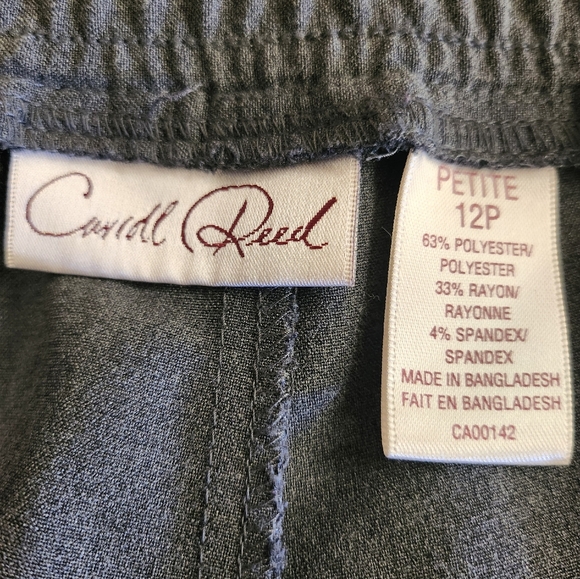 Carroll Reed
PETITE
12P
63% POLYESTER/
POLYESTER
33% RAYON/
RAYONNE
4% SPANDEX/
SPANDEX
MADE IN BANGLADESH
FAIT EN BANGLADESH
CA00142